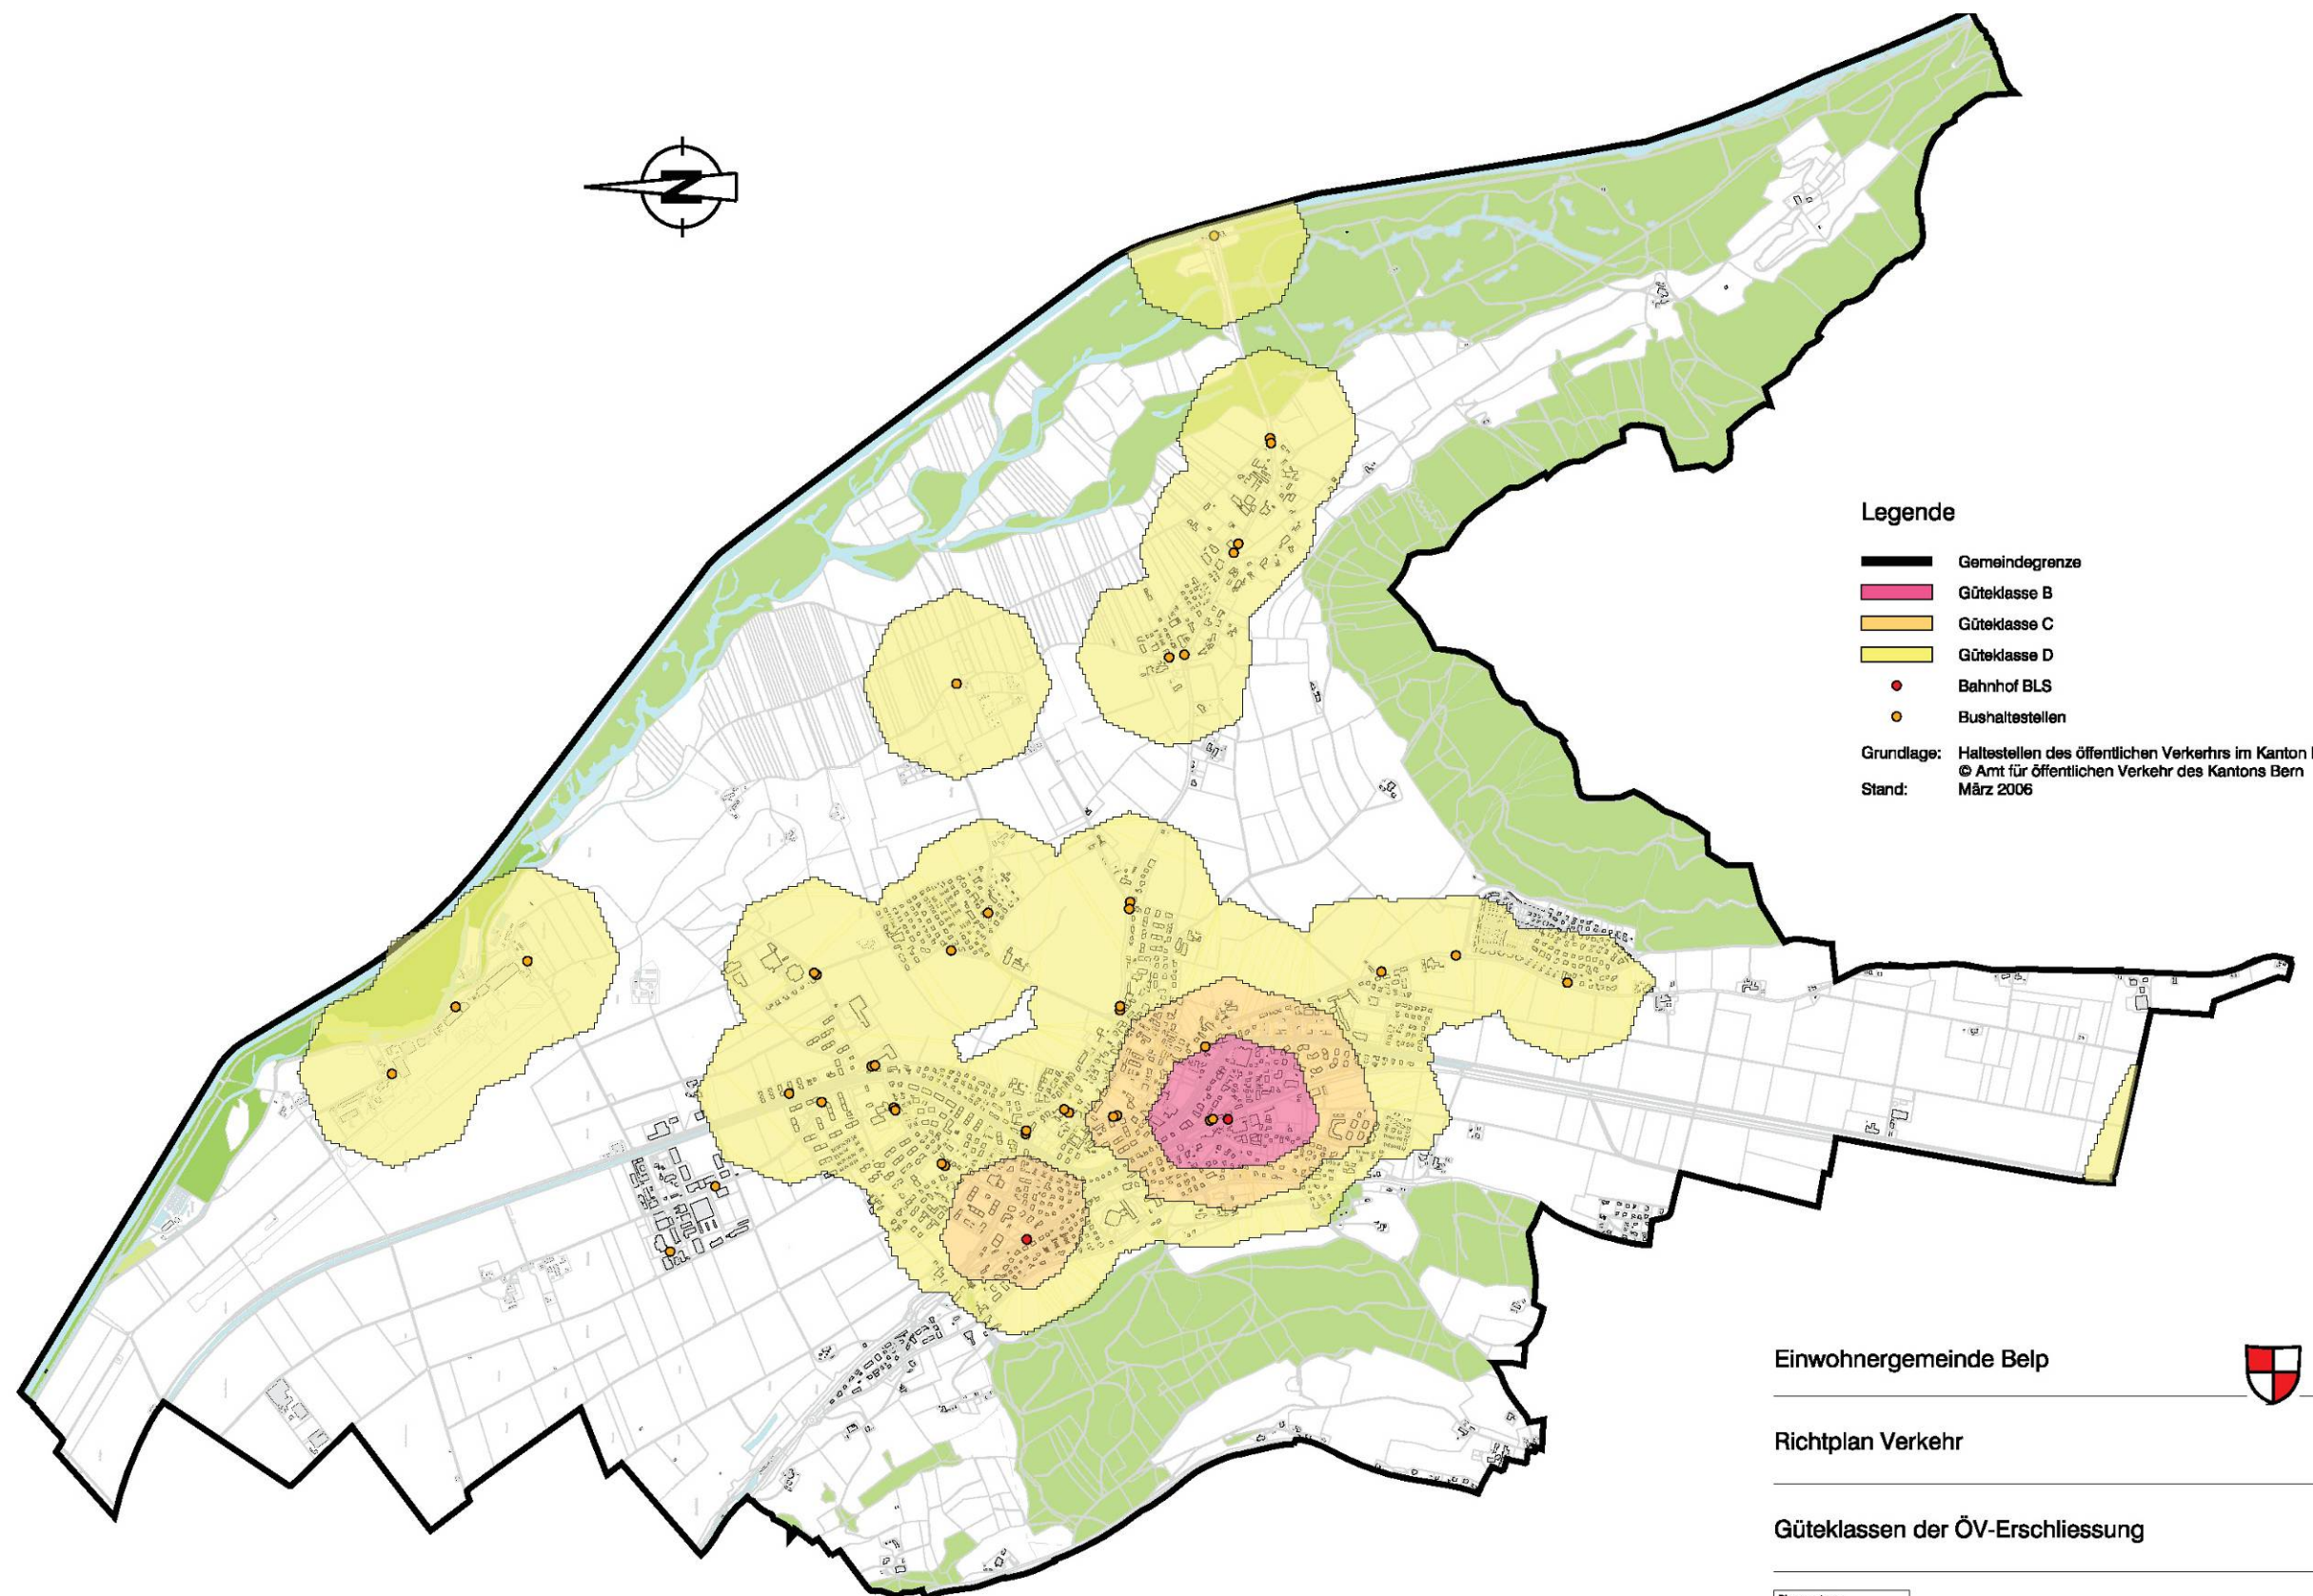 N
Legende
Gemeindegrenze
Güteklasse B
Güteklasse C
Güteklasse D
Bahnhof BLS
Bushaltestellen
Grundlage: Haltestellen des öffentlichen Verkerhrs im Kanton
© Amt für öffentlichen Verkehr des Kantons Bern
Stand: März 2006
Einwohnergemeinde Belp
Richtplan Verkehr
Güteklassen der ÖV-Erschliessung